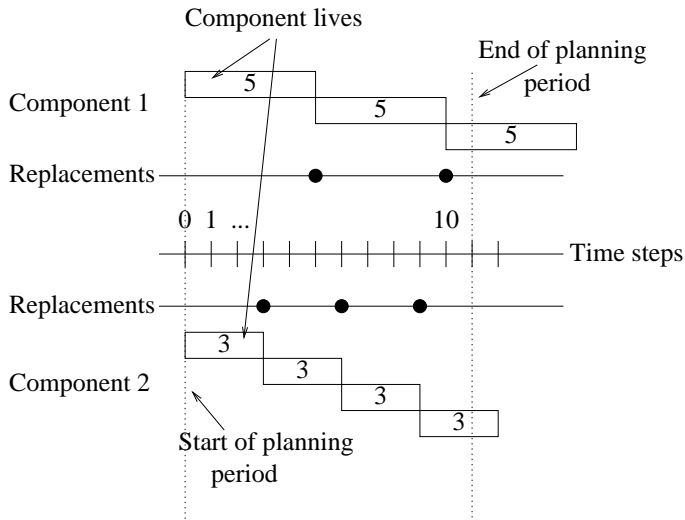 Component lives
End of planning
period
5
Component 1
5
5
Replacements
0 1 ... 10
Time steps
Replacements
3
3
Component 2
3
3
Start of planning
period